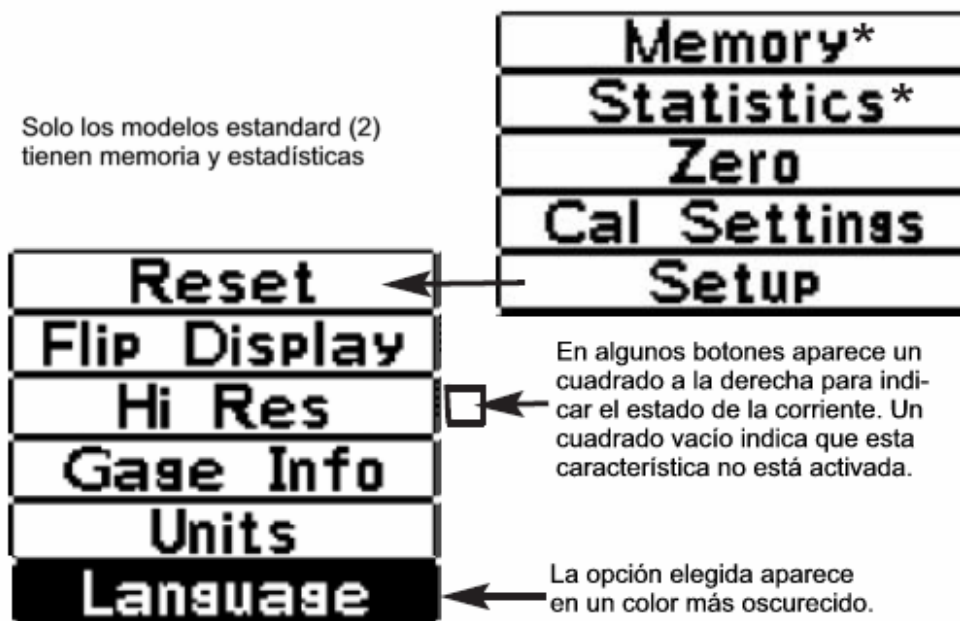 Memory*
Statistics*
Zero
Cal Settings
Setup
Solo los modelos estandard (2)
tienen memoria y estadísticas
Reset
Flip Display
Hi Res
Gage Info
Units
Language
En algunos botones aparece un
cuadrado a la derecha para indi-
car el estado de la corriente. Un
cuadrado vacío indica que esta
característica no está activada.
La opción elegida aparece
en un color más oscurecido.